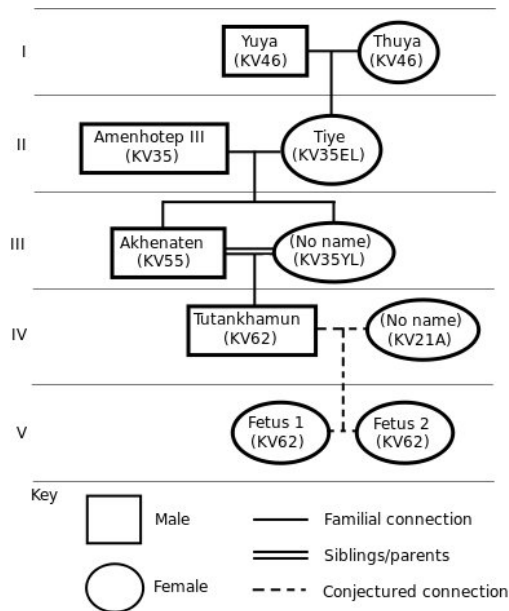 I
Yuya
(KV46)
Thuya
(KV46)
II
Amenhotep III
(KV35)
Tiye
(KV35EL)
III
Akhenaten
(KV55)
(No name)
(KV35YL)
IV
Tutankhamun
(KV62)
(No name)
(KV21A)
V
Fetus 1
(KV62)
Fetus 2
(KV62)
Key
Male
Female
Familial connection
Siblings/parents
Conjectured connection